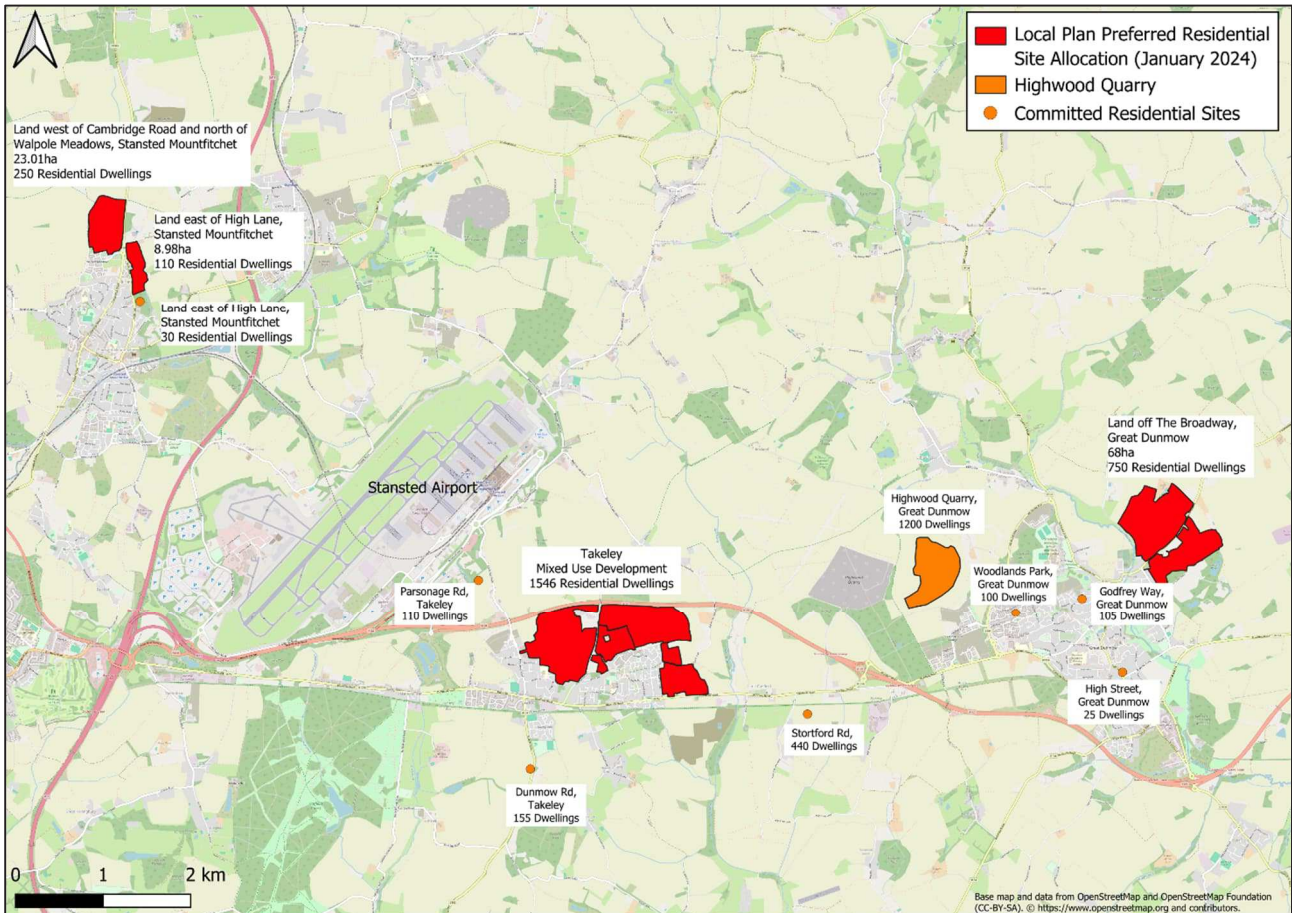 Local Plan Preferred Residential
Site Allocation (January 2024)
Highwood Quarry
Committed Residential Sites
Land west of Cambridge Road and north of
Walpole Meadows, Stansted Mountfitchet
23.01ha
250 Residential Dwellings
Land east of High Lane,
Stansted Mountfitchet
8.98ha
110 Residential Dwellings
Land east of High Lane,
Stansted Mountfitchet
30 Residential Dwellings
Stansted Airport
Land off The Broadway,
Great Dunmow
68ha
750 Residential Dwellings
Highwood Quarry,
Great Dunmow
1200 Dwellings
Takeley
Mixed Use Development
1546 Residential Dwellings
Parsonage Rd,
Takeley
110 Dwellings
Woodlands Park,
Great Dunmow
100 Dwellings
Godfrey Way,
Great Dunmow
105 Dwellings
High Street,
Great Dunmow
25 Dwellings
Stortford Rd,
440 Dwellings
Dunmow Rd,
Takeley
155 Dwellings
0 1 2 km
Base map and data from OpenStreetMap and OpenStreetMap Foundation
(CC-BY-SA). © https://www.openstreetmap.org and contributors.